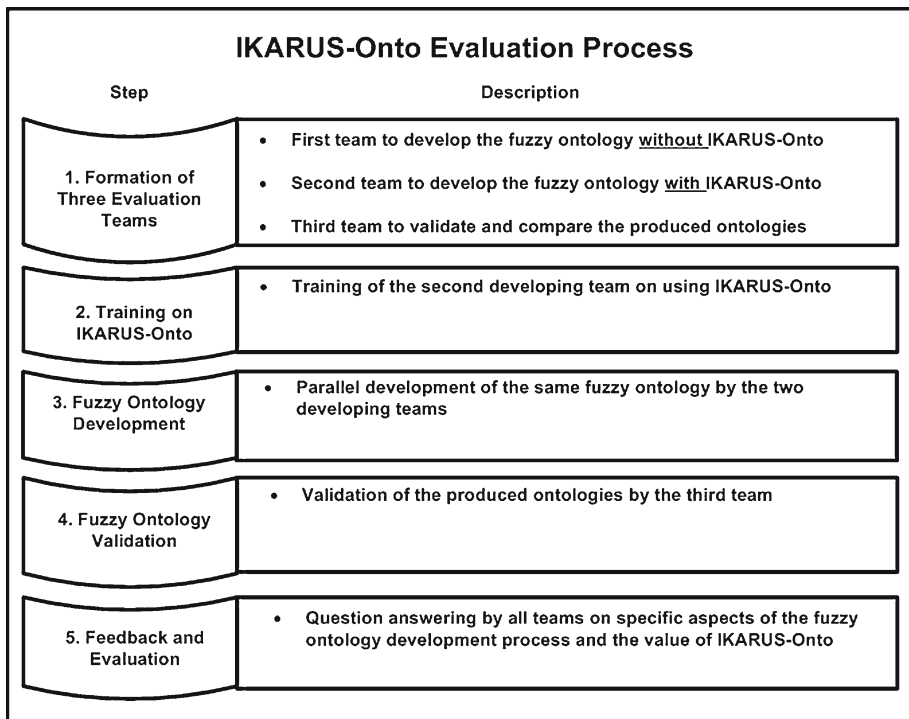 IKARUS-Onto Evaluation Process
Step
Description
1. Formation of
Three Evaluation
Teams
• First team to develop the fuzzy ontology without IKARUS-Onto
• Second team to develop the fuzzy ontology with IKARUS-Onto
• Third team to validate and compare the produced ontologies
2. Training on
IKARUS-Onto
• Training of the second developing team on using IKARUS-Onto
3. Fuzzy Ontology
Development
• Parallel development of the same fuzzy ontology by the two
developing teams
4. Fuzzy Ontology
Validation
• Validation of the produced ontologies by the third team
5. Feedback and
Evaluation
• Question answering by all teams on specific aspects of the fuzzy
ontology development process and the value of IKARUS-Onto